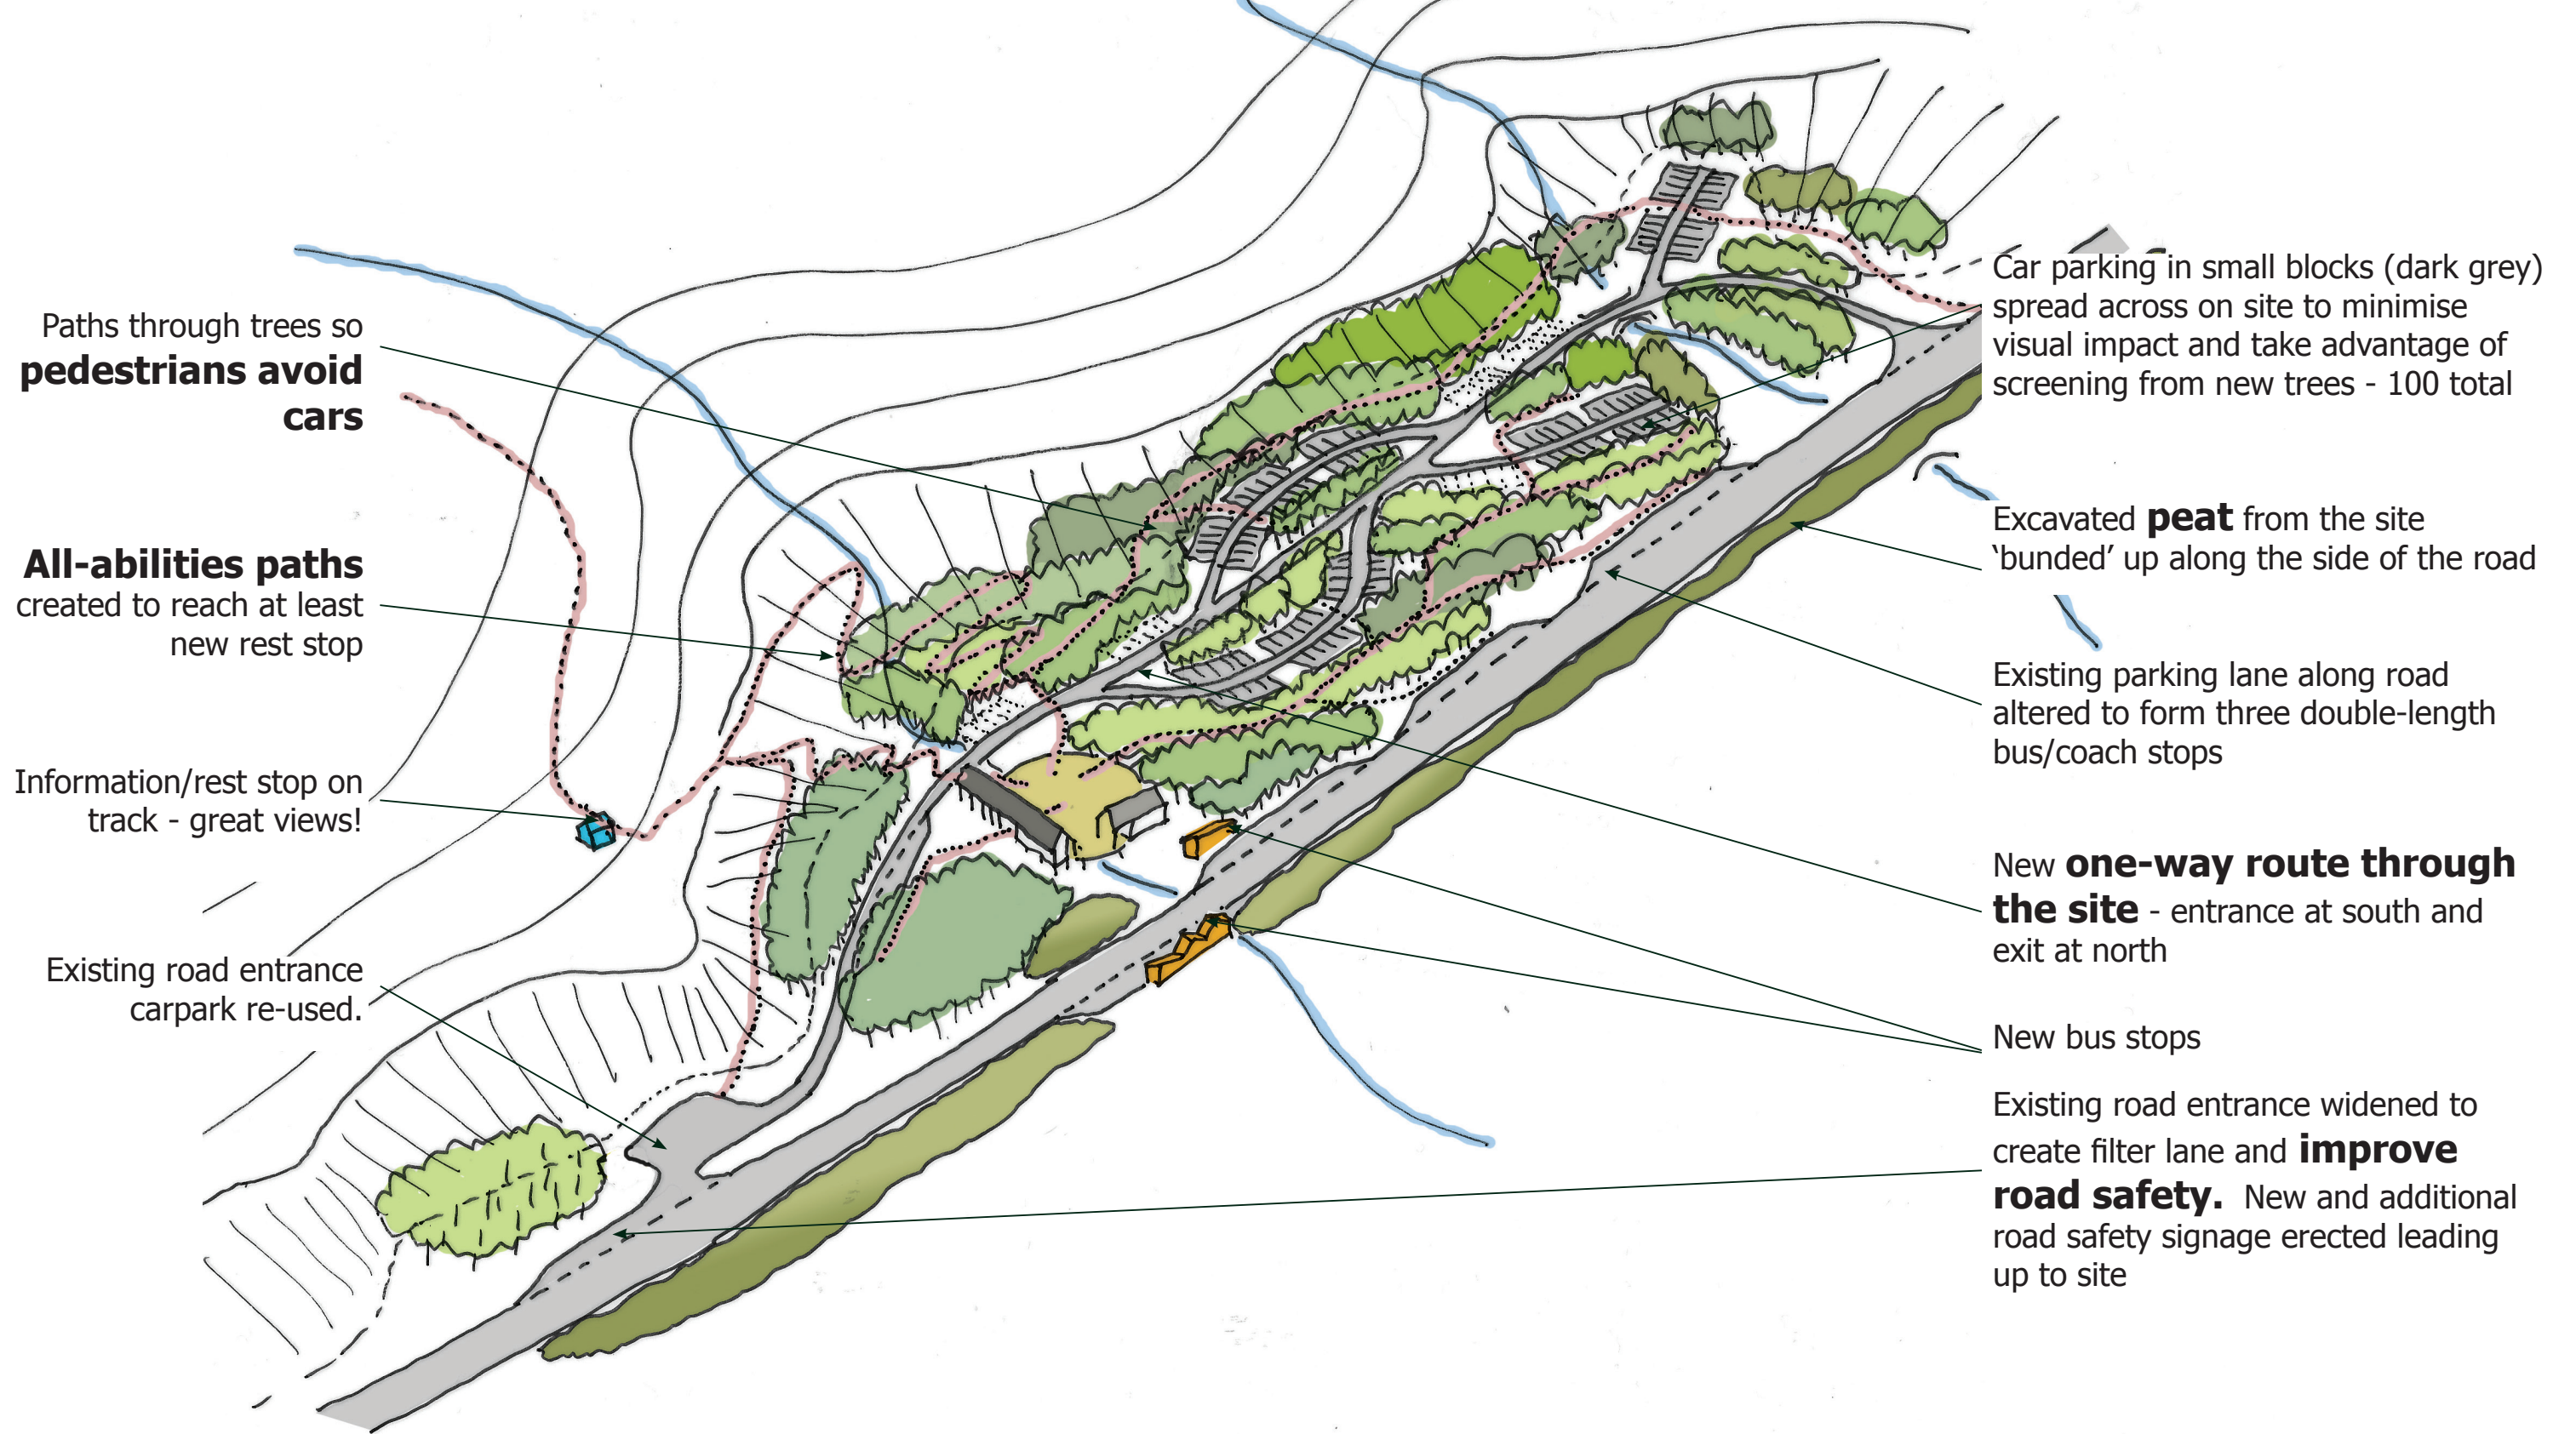 Paths through trees so
pedestrians avoid
cars
All-abilities paths
created to reach at least
new rest stop
Information/rest stop on
track - great views!
Existing road entrance
carpark re-used.
Car parking in small blocks (dark grey)
spread across on site to minimise
visual impact and take advantage of
screening from new trees - 100 total
Excavated peat from the site
‘bunded’ up along the side of the road
Existing parking lane along road
altered to form three double-length
bus/coach stops
New one-way route through
the site - entrance at south and
exit at north
New bus stops
Existing road entrance widened to
create filter lane and improve
road safety. New and additional
road safety signage erected leading
up to site